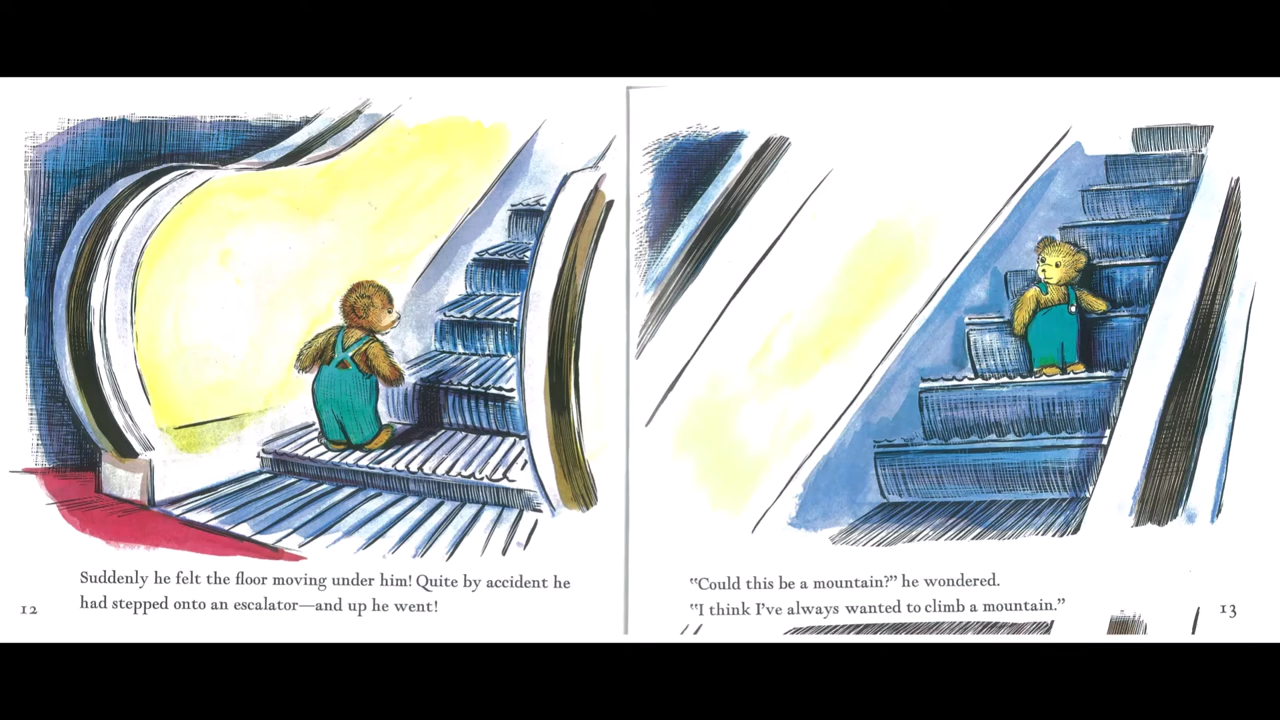 Suddenly he felt the floor moving under him! Quite by accident he
had stepped onto an escalator—and up he went!
12
“Could this be a mountain?” he wondered.
“I think I’ve always wanted to climb a mountain.”
13